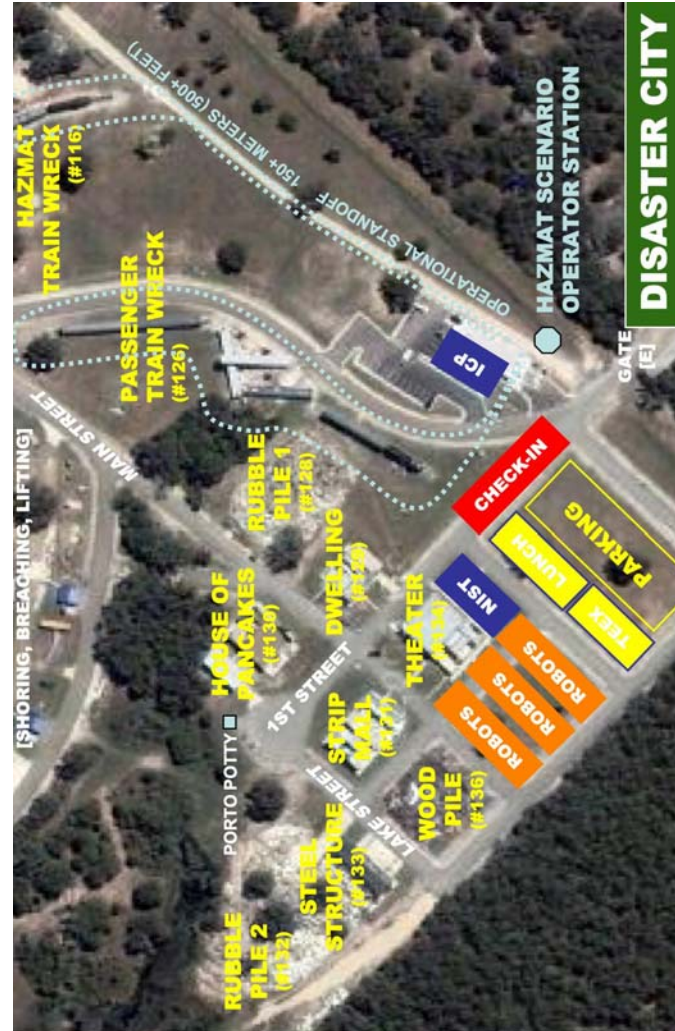 [SHORING, BREACHING, LIFTING]
HAZMAT
TRAIN WRECK
(#116)
PASSENGER
TRAIN WRECK
(#126)
MAIN STREET
150+ METERS (500+ FEET)
OPERATIONAL STANDOFF
RUBBLE
PILE 1
(#128)
HOUSE OF
PANCAKES
(#130)
PORTO POTTY
DWELLING
1ST STREET
ICP
HAZMAT SCENARIO
OPERATOR STATION
RUBBLE
PILE 2
(#132)
STEEL
STRUCTURE
(#133)
LAKE STREET
STRIP
MALL
THEATER
(#134)
WOOD
PILE
(#136)
CHECK-IN
NIST
LUNCH
TEEX
PARKING
ROBOTS
ROBOTS
ROBOTS
GATE
[E]
DISASTER CITY